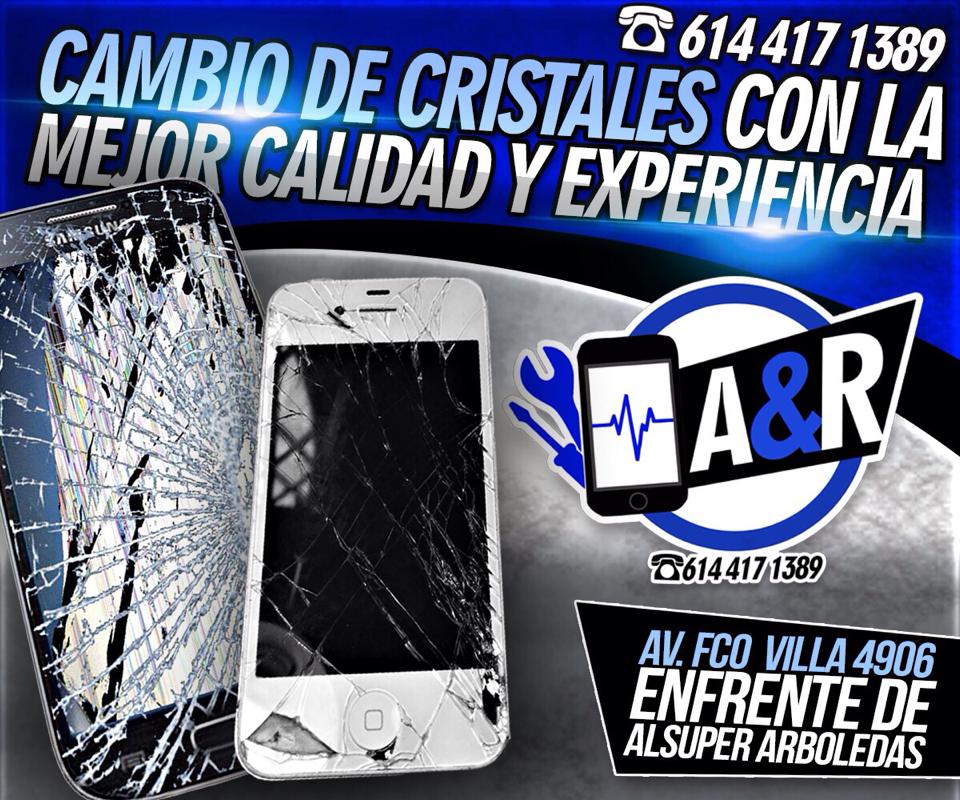 614 417 1389
CAMBIO DE CRISTALES CON LA
MEJOR CALIDAD Y EXPERIENCIA
SAMSUNG
A&R
614 417 1389
AV. FCO VILLA 4906
ENFRENTE DE
ALSUPER ARBOLEDAS